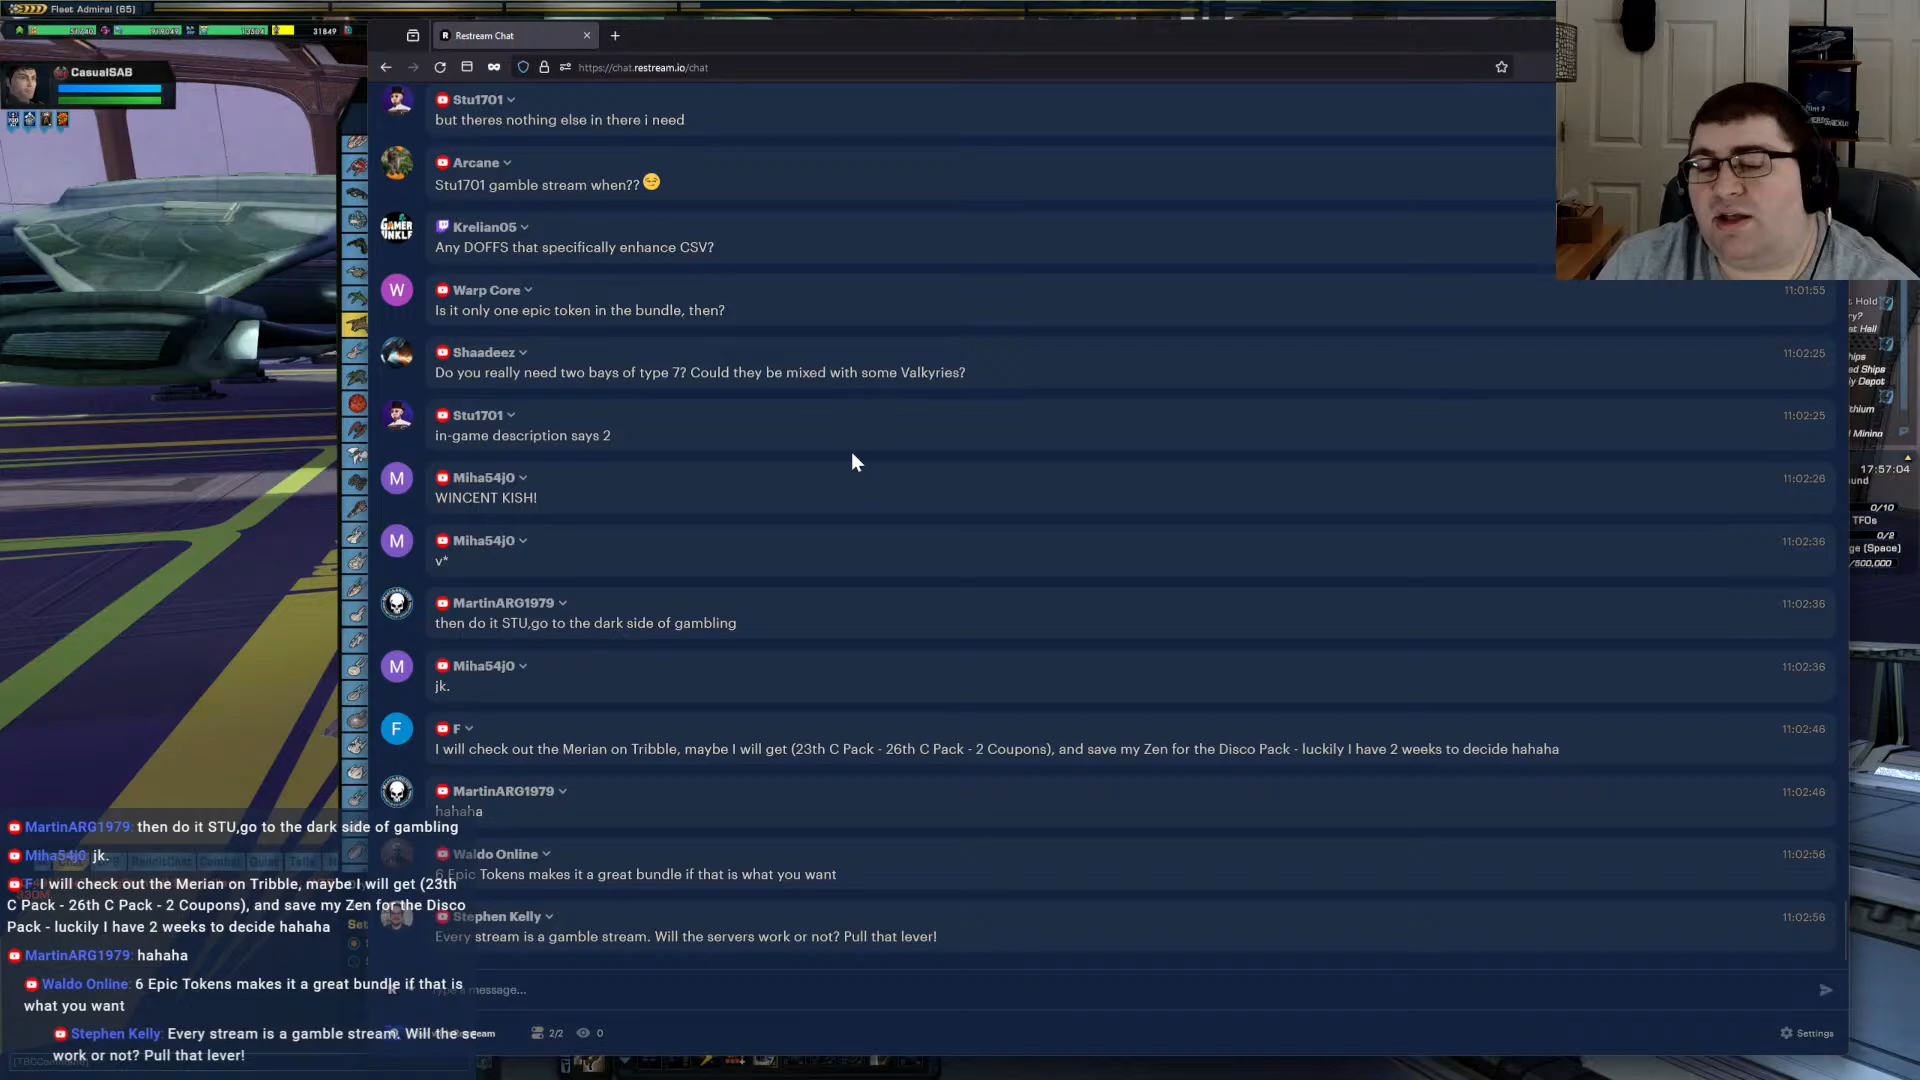 Fleet Admiral (65)
31849
CasualSAB
Restream Chat
https://chat.restream.io/chat
Stu1701
but theres nothing else in there i need
Arcane
Stu1701 gamble stream when?? 😏
Krelian05
Any DOFFS that specifically enhance CSV?
W
Warp Core
11:01:55
Is it only one epic token in the bundle, then?
Shaadeez
11:02:25
Do you really need two bays of type 7? Could they be mixed with some Valkyries?
Stu1701
11:02:25
in-game description says 2
M
Miha54j0
11:02:26
WINCENT KISH!
M
Miha54j0
11:02:36
v*
MartinARG1979
11:02:36
then do it STU,go to the dark side of gambling
M
Miha54j0
11:02:36
jk.
F
F
11:02:46
I will check out the Merian on Tribble, maybe I will get (23th C Pack - 26th C Pack - 2 Coupons), and save my Zen for the Disco Pack - luckily I have 2 weeks to decide hahaha
MartinARG1979
11:02:46
hahaha
Waldo Online
11:02:56
6 Epic Tokens makes it a great bundle if that is what you want
Stephen Kelly
11:02:56
Every stream is a gamble stream. Will the servers work or not? Pull that lever!
message...
2/2
0
Settings
MartinARG1979: then do it STU,go to the dark side of gambling
Miha54j0: jk.
F: I will check out the Merian on Tribble, maybe I will get (23th
C Pack - 26th C Pack - 2 Coupons), and save my Zen for the Disco
Pack - luckily I have 2 weeks to decide hahaha
MartinARG1979: hahaha
Waldo Online: 6 Epic Tokens makes it a great bundle if that is
what you want
Stephen Kelly: Every stream is a gamble stream. Will the se
work or not? Pull that lever!
17:57:04
0/10
TFOs
0/2
(Space)
/500,000